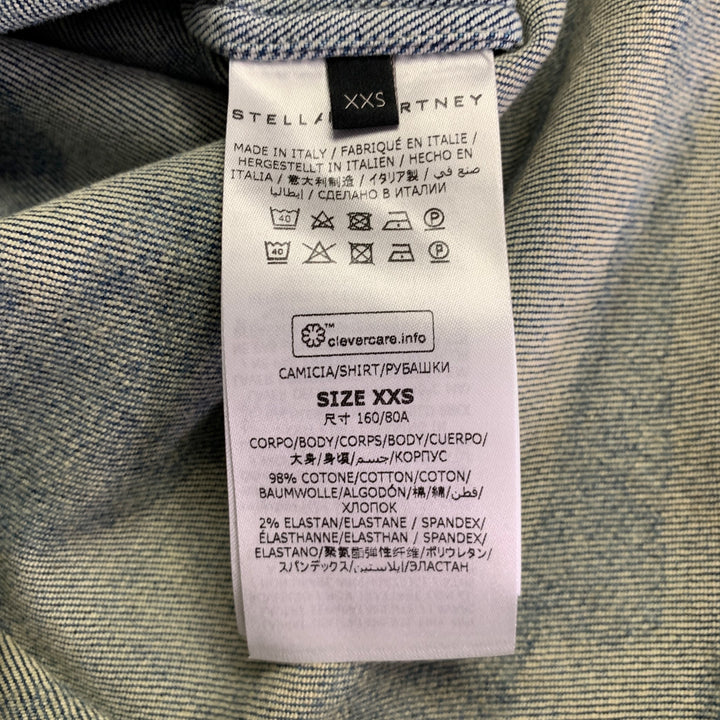 XXS
STELLA RTNEY
MADE IN ITALY / FABRIQUÉ EN ITALIE /
HERGESTELLT IN ITALIEN / HECHO EN
ITALIA / 意大利制造 / イタリア製 / صنع في
إيطاليا / СДЕЛАНО В ИТАЛИИ
40 P
40 P
™
clevercare.info
CAMICIA/SHIRT/РУБАШКИ
SIZE XXS
尺寸 160/80A
CORPO/BODY/CORPS/BODY/CUERPO/
大身/身頃/جسم/КОРПУС
98% COTONE/COTTON/COTON/
BAUMWOLLE/ALGODÓN/棉/綿/قطن/
ХЛОПОК
2% ELASTAN/ELASTANE / SPANDEX/
ÉLASTHANNE/ELASTHAN / SPANDEX/
ELASTANO/聚氨酯弹性纤维/ポリウレタン/
スパンデックス/إيلاستين/ЭЛАСТАН